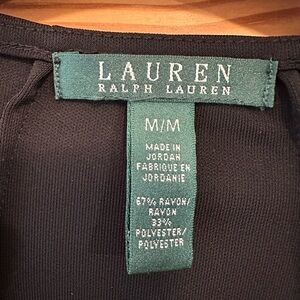 LAUREN
RALPH LAUREN
M/M
MADE IN
JORDAN
FABRIQUE EN
JORDANIE
67% RAYON/
RAYON
33%
POLYESTER/
POLYESTER